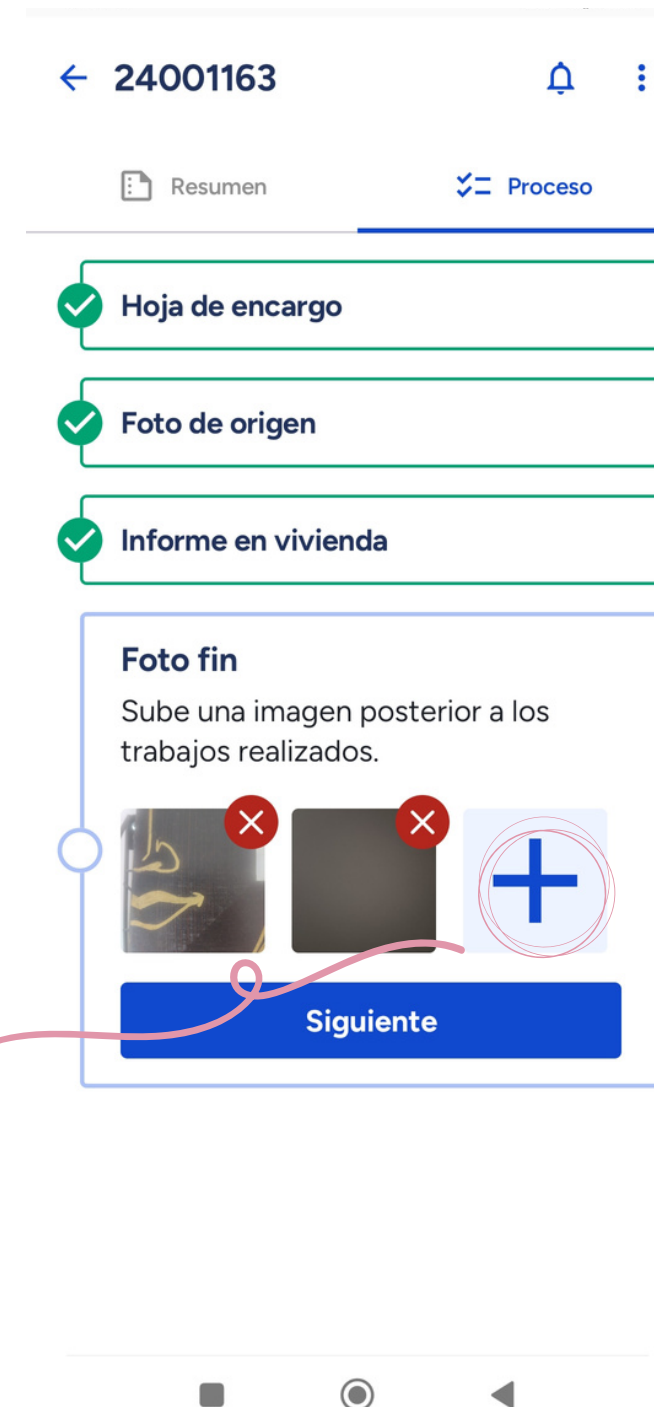 24001163
Resumen
Proceso
Hoja de encargo
Foto de origen
Informe en vivienda
Foto fin
Sube una imagen posterior a los
trabajos realizados.
Siguiente